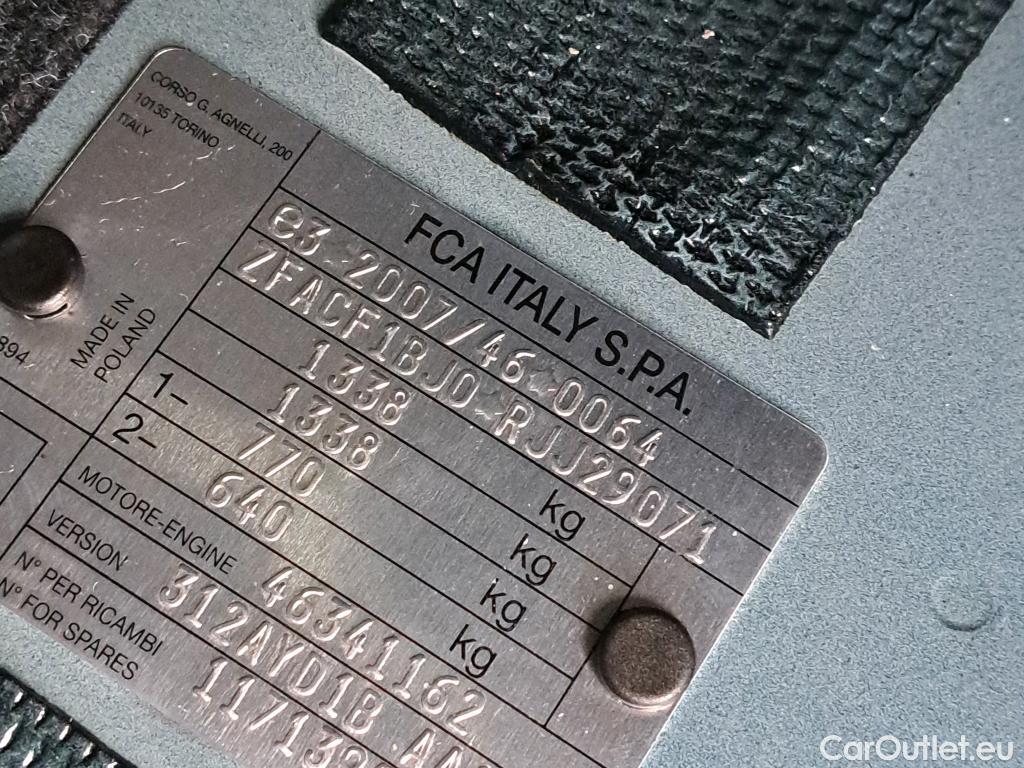 CORSO G. AGNELLI, 200
10135 TORINO
ITALY
FCA ITALY S.P.A.
e3 2007/46 0064
ZFACF1BJ0 RJJ29071
1338 kg
1338 kg
1- 770 kg
2- 640 kg
894
MADE IN
POLAND
MOTORE-ENGINE 46341162
VERSION 312AYD1B
N° PER RICAMBI
N° FOR SPARES
CarOutlet.eu